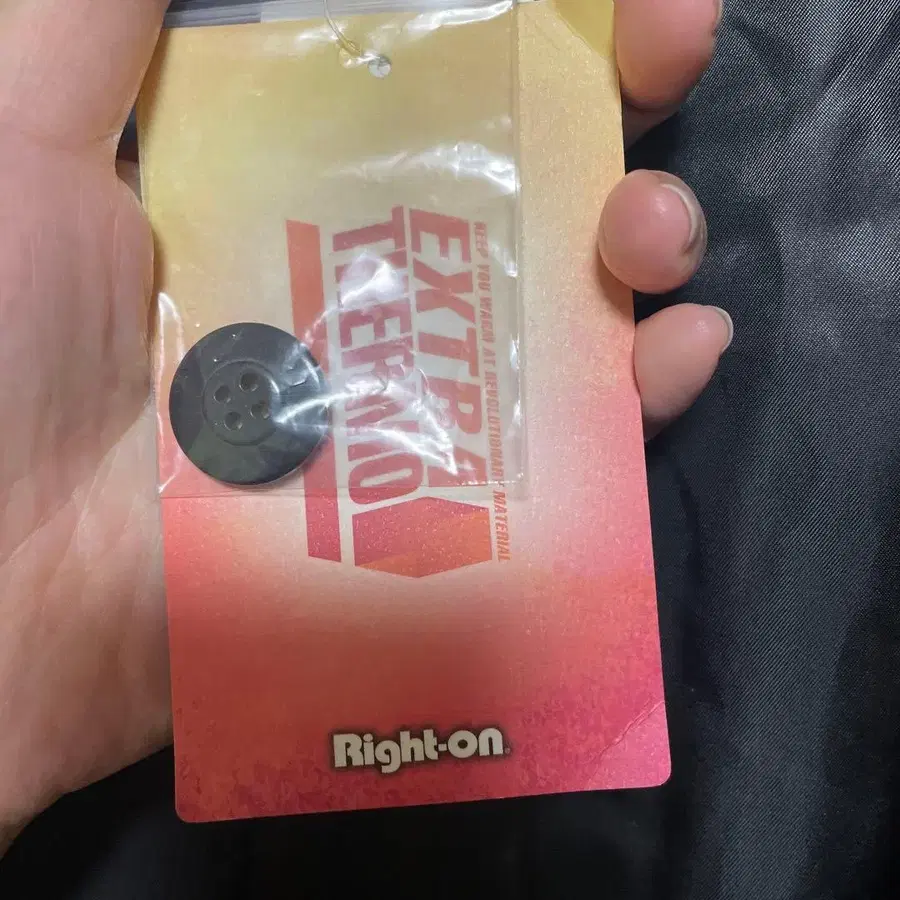 KEEP YOU WARM AT REVOLUTIONARY MATERIAL
EXTRA
THERMO
Right-on